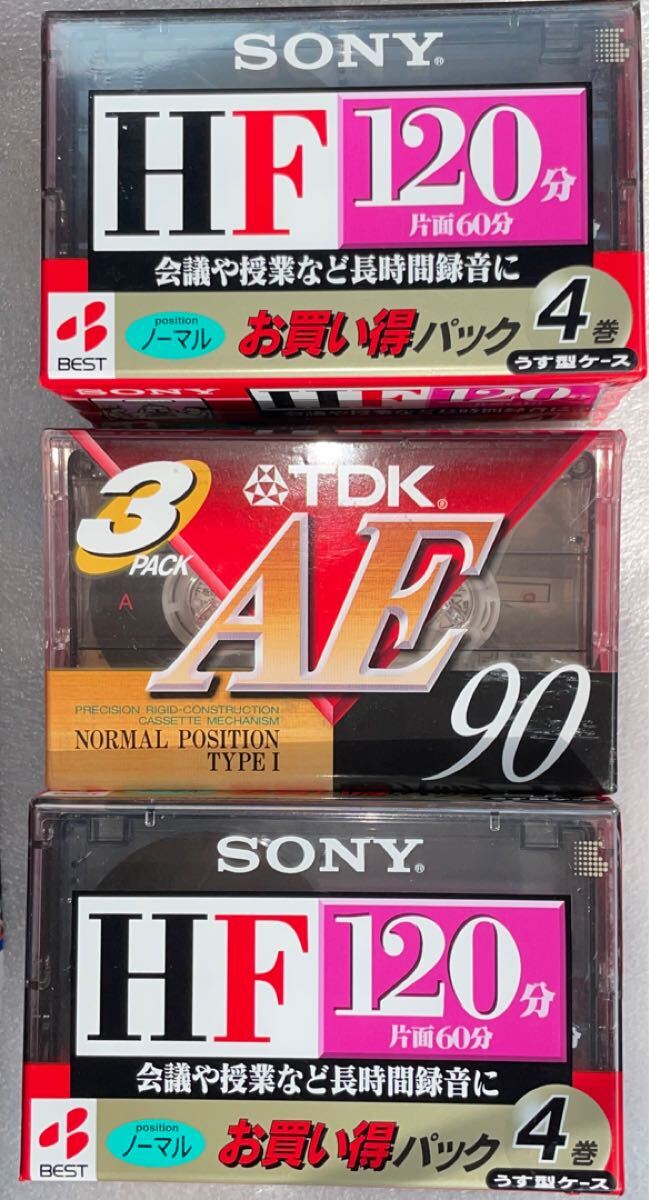 SONY®
HF 120分
片面60分
会議や授業など長時間録音に
BEST
position
ノーマル
お買い得パック
4巻
うす型ケース
SONY
HF 120分
3
PACK
TDK®
A
AE
90
PRECISION RIGID-CONSTRUCTION
CASSETTE MECHANISM
NORMAL POSITION
TYPE I
SONY®
HF 120分
片面60分
会議や授業など長時間録音に
BEST
position
ノーマル
お買い得パック
4巻
うす型ケース